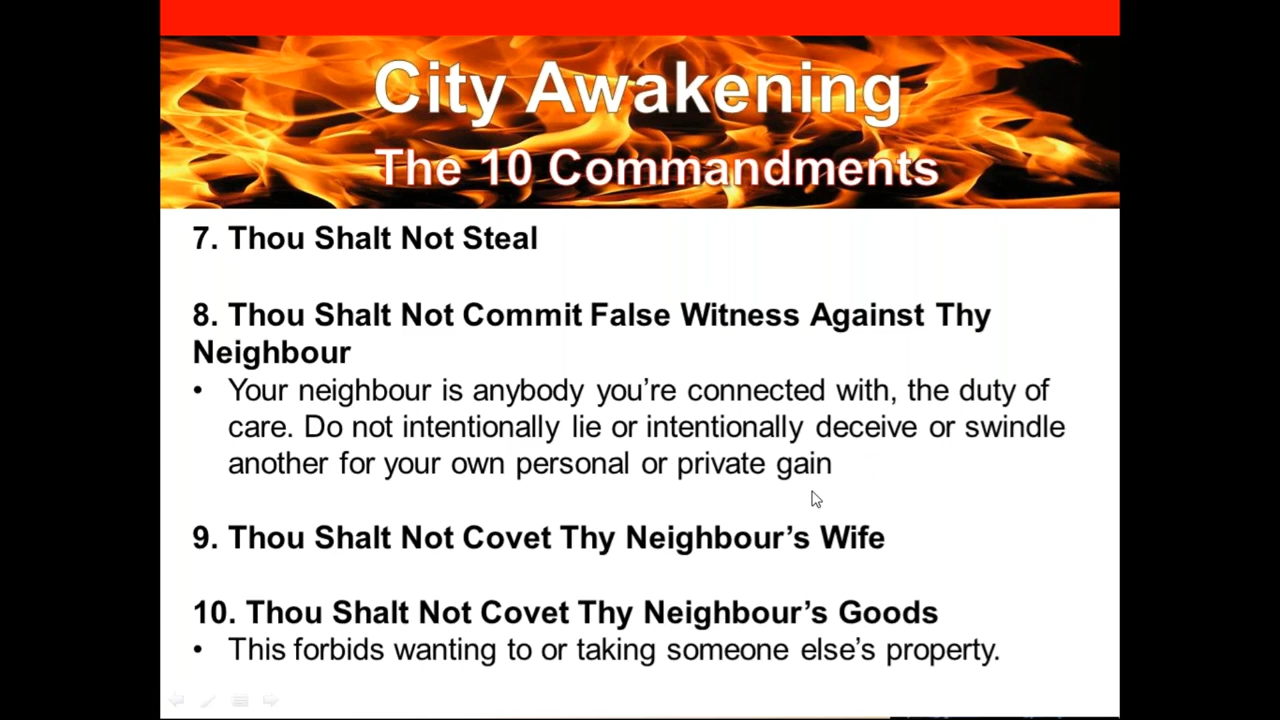 City Awakening
The 10 Commandments
7. Thou Shalt Not Steal
8. Thou Shalt Not Commit False Witness Against Thy
Neighbour
• Your neighbour is anybody you’re connected with, the duty of
care. Do not intentionally lie or intentionally deceive or swindle
another for your own personal or private gain
9. Thou Shalt Not Covet Thy Neighbour’s Wife
10. Thou Shalt Not Covet Thy Neighbour’s Goods
• This forbids wanting to or taking someone else’s property.